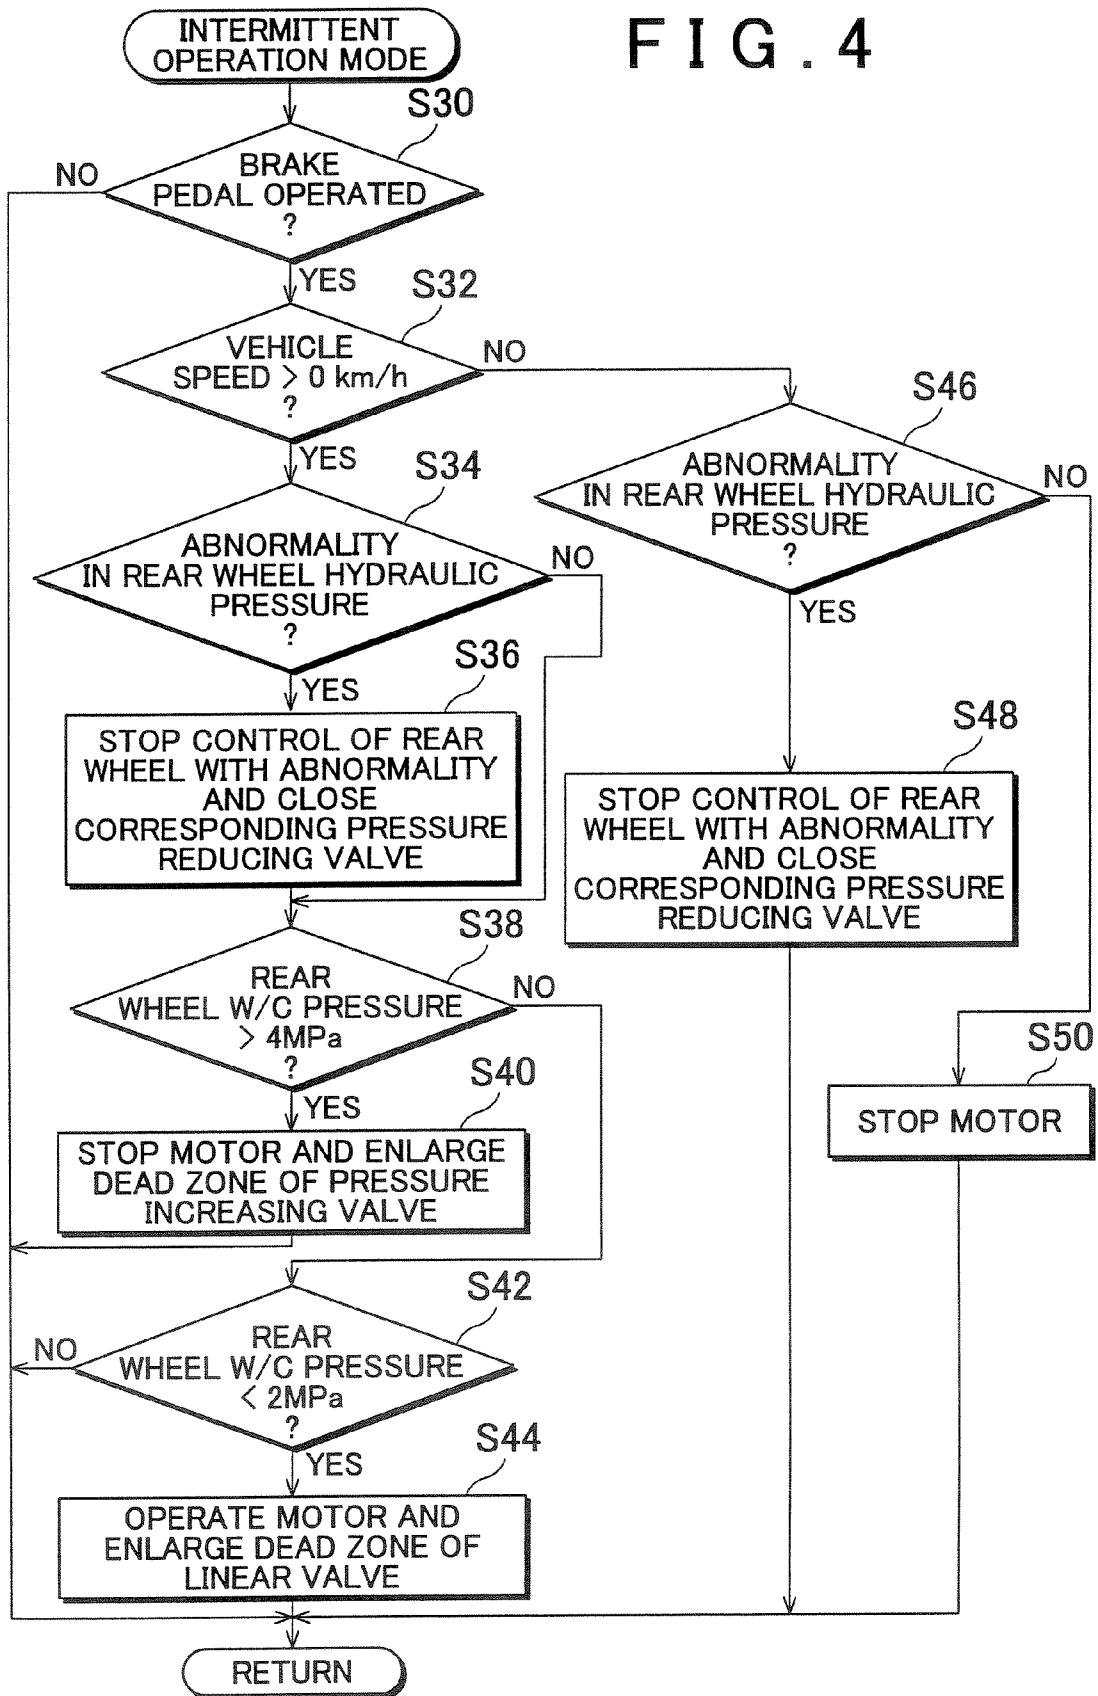 FIG.4
INTERMITTENT
OPERATION MODE
S30
BRAKE
PEDAL OPERATED
?
NO
YES
S32
VEHICLE
SPEED > 0 km/h
?
NO
YES
S34
ABNORMALITY
IN REAR WHEEL HYDRAULIC
PRESSURE
?
NO
YES
S36
STOP CONTROL OF REAR
WHEEL WITH ABNORMALITY
AND CLOSE
CORRESPONDING PRESSURE
REDUCING VALVE
S38
REAR
WHEEL W/C PRESSURE
> 4MPa
?
NO
YES
S40
STOP MOTOR AND ENLARGE
DEAD ZONE OF PRESSURE
INCREASING VALVE
S42
REAR
WHEEL W/C PRESSURE
< 2MPa
?
NO
YES
S44
OPERATE MOTOR AND
ENLARGE DEAD ZONE OF
LINEAR VALVE
S46
ABNORMALITY
IN REAR WHEEL HYDRAULIC
PRESSURE
?
NO
YES
S48
STOP CONTROL OF REAR
WHEEL WITH ABNORMALITY
AND CLOSE
CORRESPONDING PRESSURE
REDUCING VALVE
S50
STOP MOTOR
RETURN